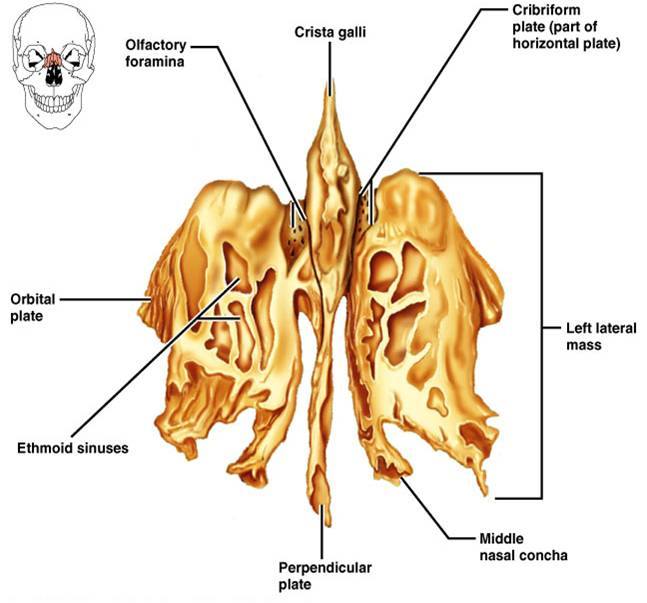 Cribriform
plate (part of
horizontal plate)
Crista galli
Olfactory
foramina
Orbital
plate
Left lateral
mass
Ethmoid sinuses
Middle
nasal concha
Perpendicular
plate